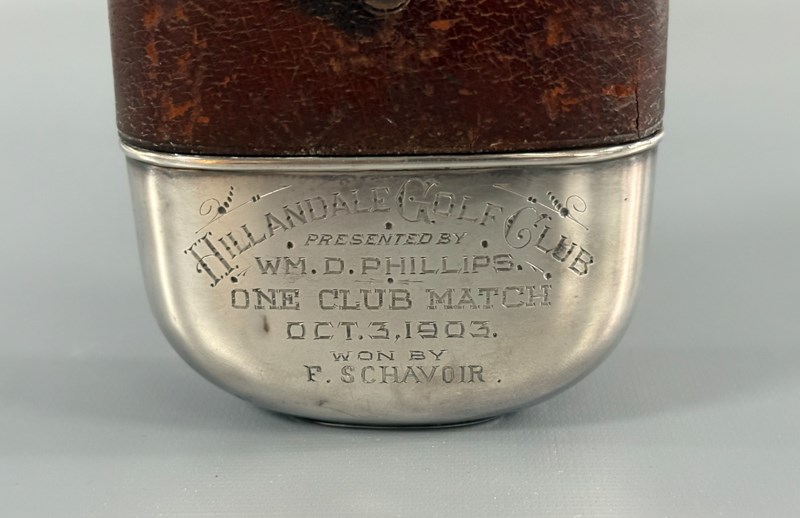 HILLANDALE GOLF CLUB
PRESENTED BY
WM. D. PHILLIPS.
ONE CLUB MATCH
OCT. 3, 1903.
WON BY
F. SCHAVOIR.